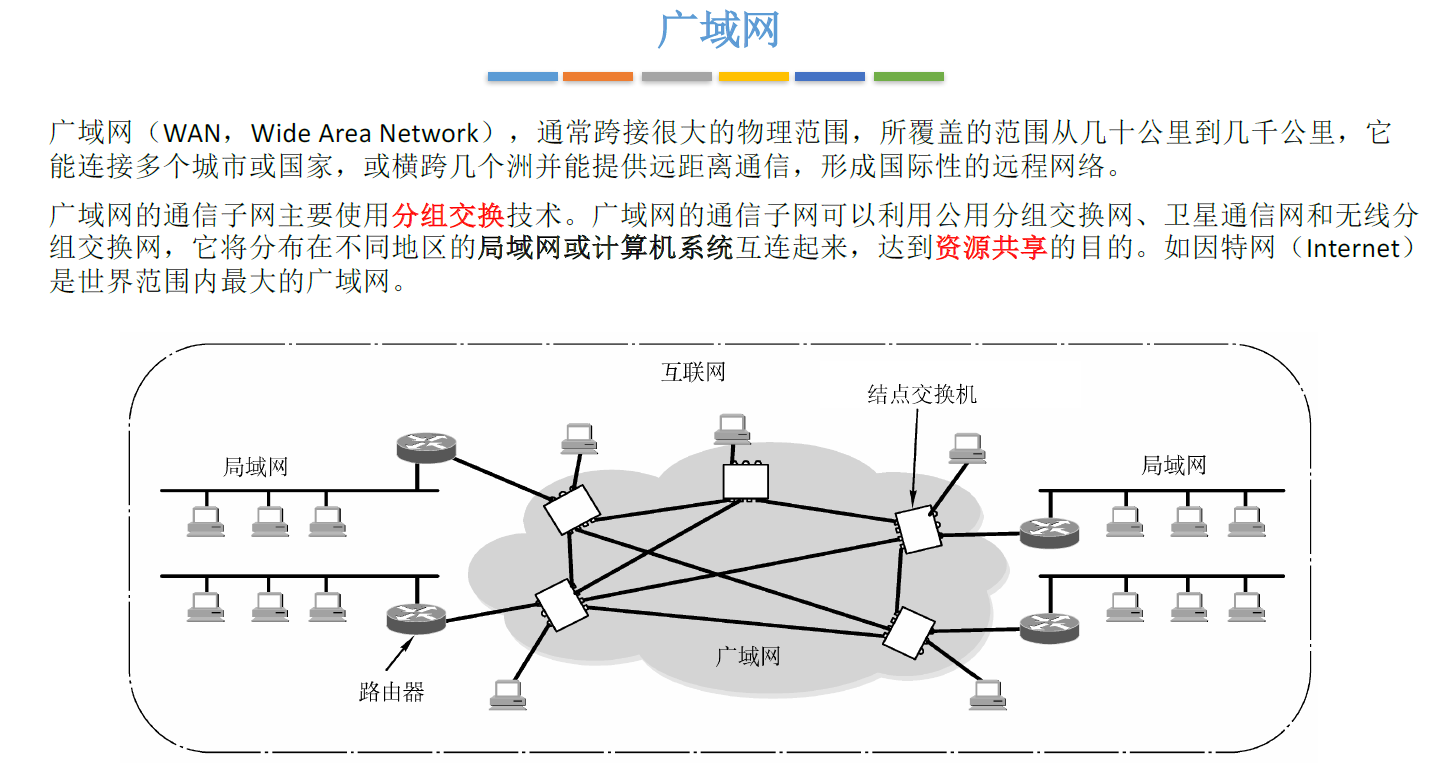 广域网
广域网（WAN，Wide Area Network），通常跨接很大的物理范围，所覆盖的范围从几十公里到几千公里，它
能连接多个城市或国家，或横跨几个洲并能提供远距离通信，形成国际性的远程网络。
广域网的通信子网主要使用分组交换技术。广域网的通信子网可以利用公用分组交换网、卫星通信网和无线分
组交换网，它将分布在不同地区的局域网或计算机系统互连起来，达到资源共享的目的。如因特网（Internet）
是世界范围内最大的广域网。
互联网
结点交换机
局域网
局域网
广域网
路由器